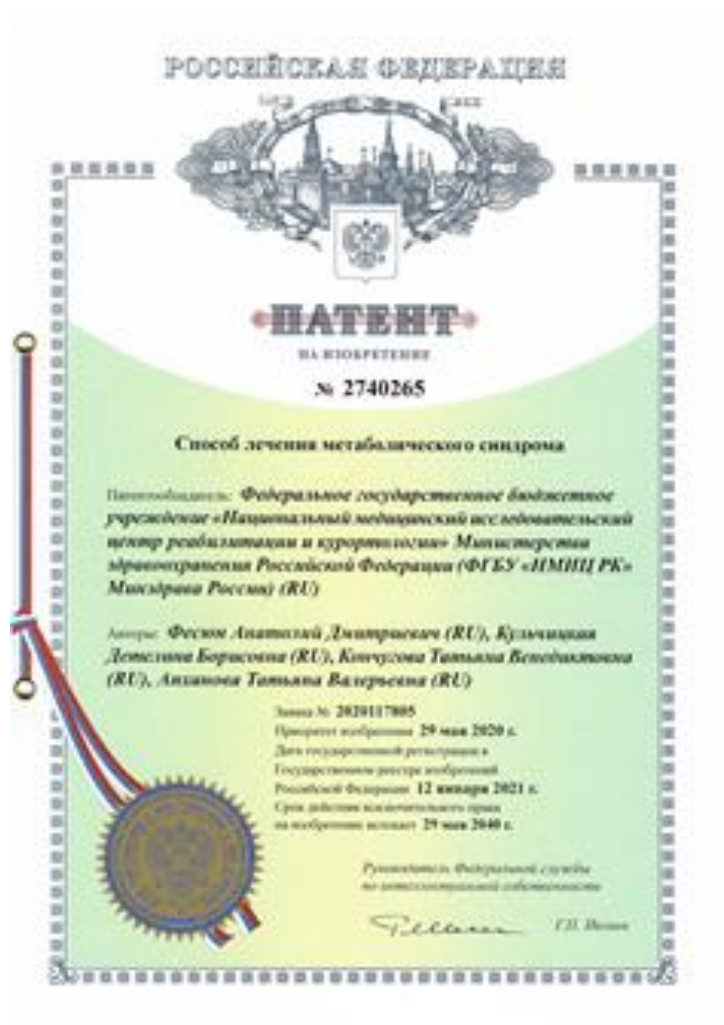 РОССИЙСКАЯ ФЕДЕРАЦИЯ
ПАТЕНТ
НА ИЗОБРЕТЕНИЕ
№ 2740265
Способ лечения метаболического синдрома
Патентообладатель: Федеральное государственное бюджетное
учреждение «Национальный медицинский исследовательский
центр реабилитации и курортологии» Министерства
здравоохранения Российской Федерации (ФГБУ «НМИЦ РК»
Минздрава России) (RU)
Авторы: Фесюн Анатолий Дмитриевич (RU), Кульчицкая
Детелина Борисовна (RU), Кончугова Татьяна Венедиктовна
(RU), Апханова Татьяна Валерьевна (RU)
Заявка № 2020117805
Приоритет изобретения 29 мая 2020 г.
Дата государственной регистрации в
Государственном реестре изобретений
Российской Федерации 12 января 2021 г.
Срок действия исключительного права
на изобретение истекает 29 мая 2040 г.
Руководитель Федеральной службы
по интеллектуальной собственности
Г.П. Ивлиев